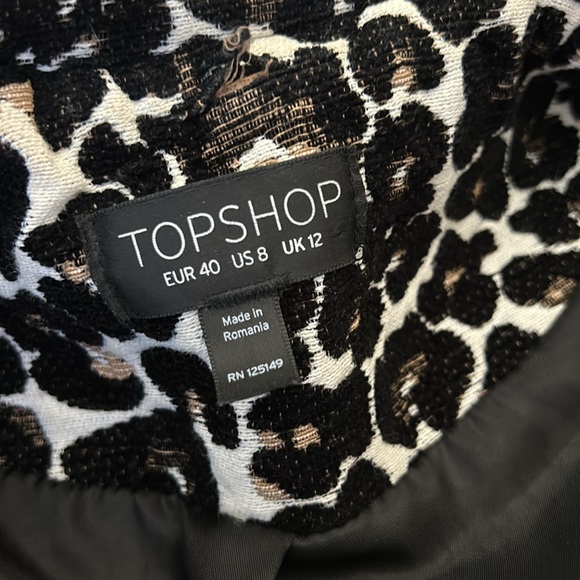 TOPSHOP
EUR 40 US 8 UK 12
Made in
Romania
RN 125149